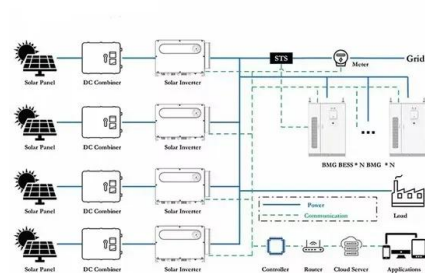 STS
Meter
Grid
Solar Panel
DC Combiner
Solar Inverter
Solar Panel
DC Combiner
Solar Inverter
BMG BESS * N BMG * N
Solar Panel
DC Combiner
Solar Inverter
Power
Communication
Load
Solar Panel
DC Combiner
Solar Inverter
Controller
Router
Cloud Server
Applications